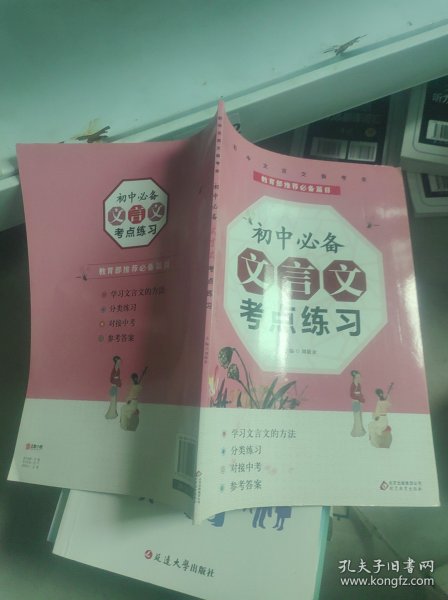 初中必备
文言文
考点练习
教育部推荐必备篇目
学习文言文的方法
分类练习
对接中考
参考答案
教育部推荐必备篇目
初中必备
文言文
考点练习
学习文言文的方法
分类练习
对接中考
参考答案
延边大学出版社
孔夫子旧书网
www.kongfz.com